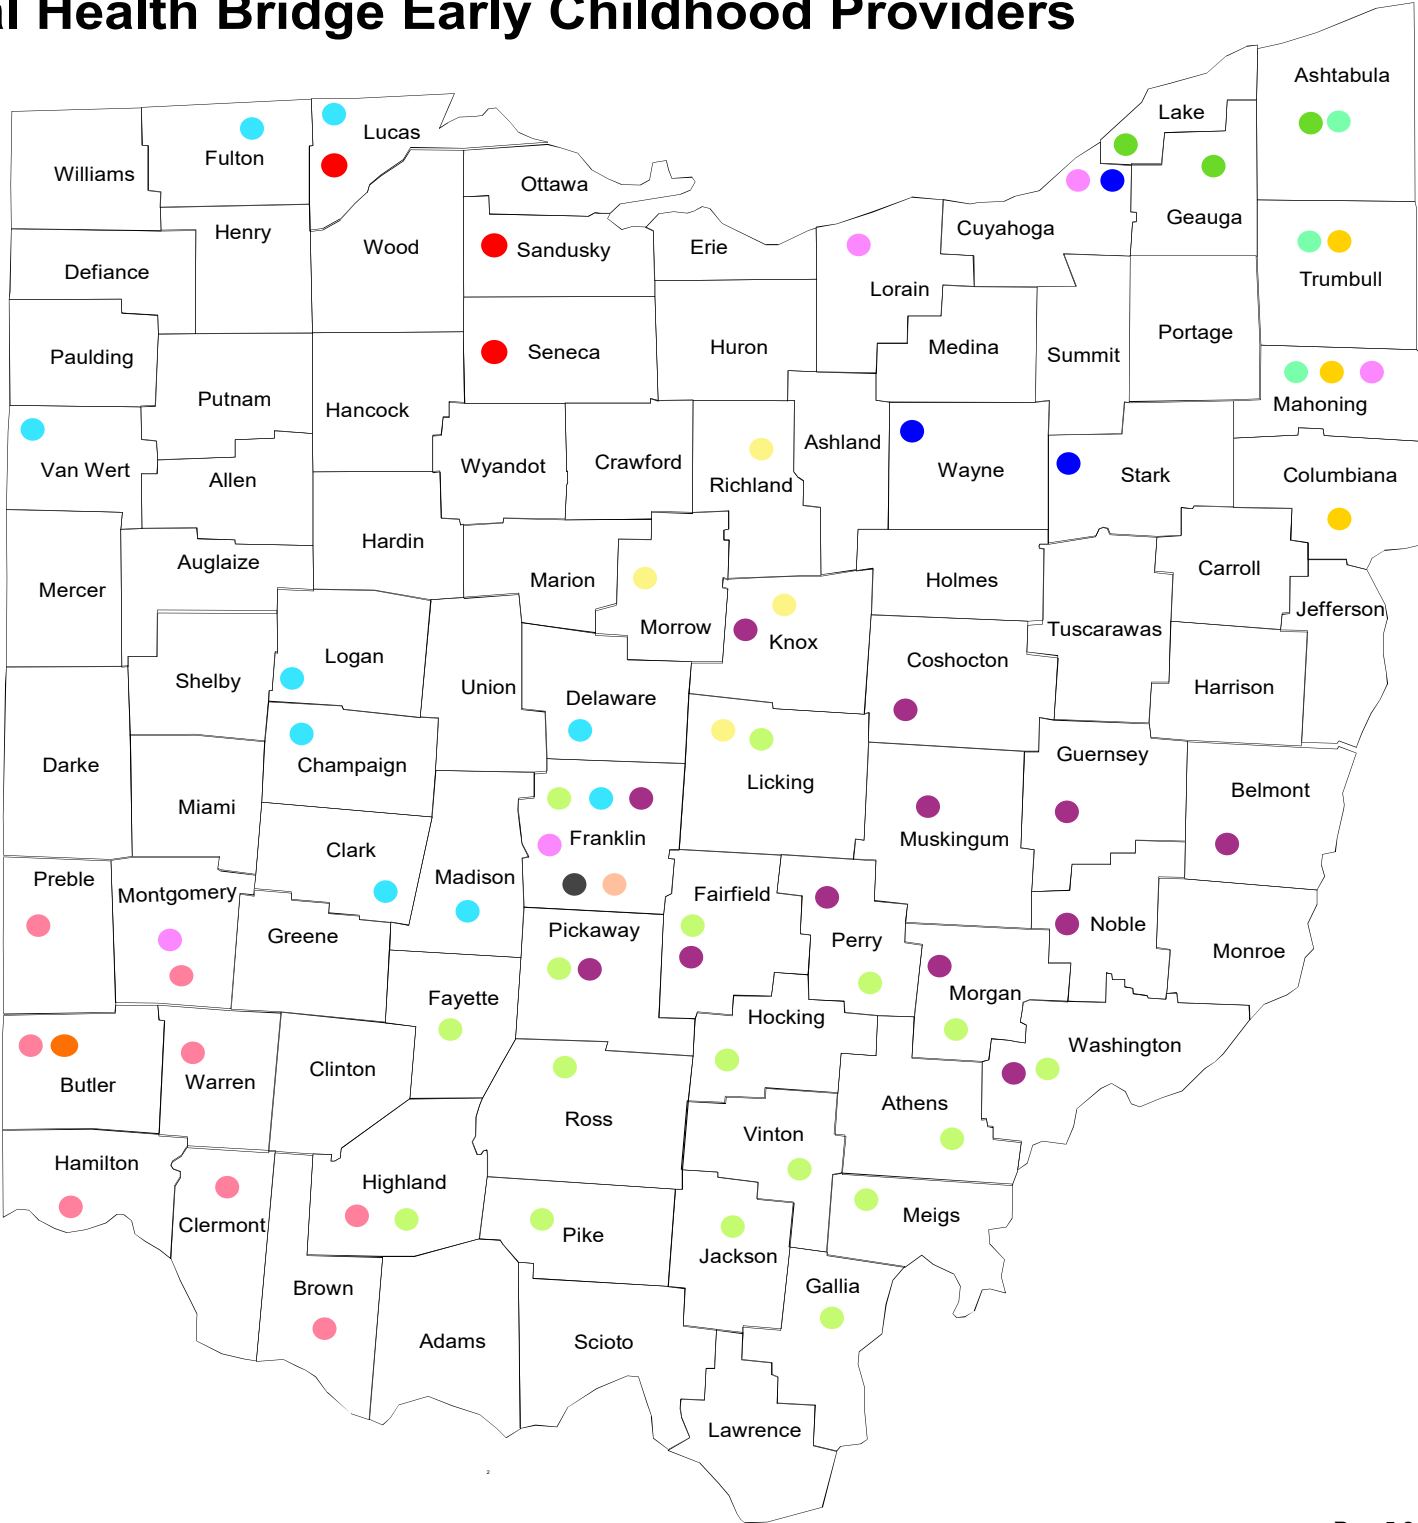 al Health Bridge Early Childhood Providers
Ashtabula
Lake
Lucas
Fulton
Williams
Ottawa
Geauga
Cuyahoga
Henry
Wood
Sandusky
Erie
Defiance
Lorain
Trumbull
Portage
Paulding
Seneca
Huron
Medina
Summit
Putnam
Hancock
Mahoning
Ashland
Van Wert
Allen
Wyandot
Crawford
Richland
Wayne
Stark
Columbiana
Hardin
Auglaize
Mercer
Marion
Holmes
Carroll
Jefferson
Morrow
Knox
Tuscarawas
Logan
Coshocton
Shelby
Union
Delaware
Harrison
Darke
Champaign
Licking
Guernsey
Belmont
Miami
Franklin
Muskingum
Clark
Preble
Montgomery
Madison
Fairfield
Greene
Pickaway
Perry
Noble
Monroe
Fayette
Morgan
Hocking
Washington
Butler
Warren
Clinton
Ross
Athens
Vinton
Hamilton
Highland
Clermont
Pike
Meigs
Jackson
Brown
Gallia
Adams
Scioto
Lawrence
2